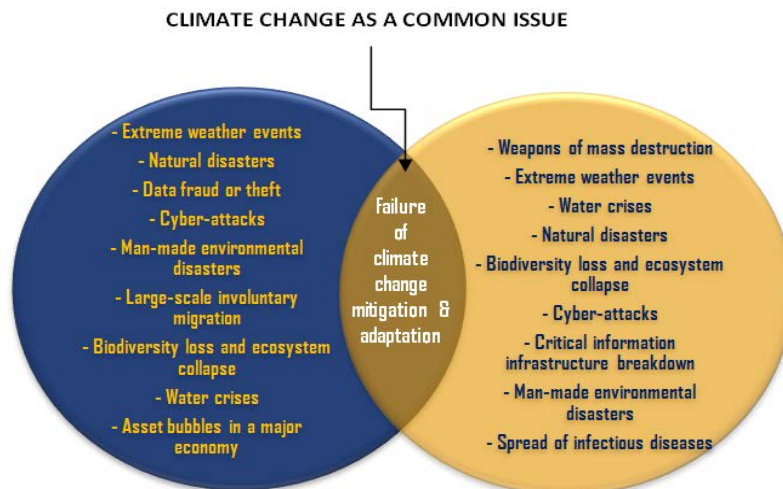 CLIMATE CHANGE AS A COMMON ISSUE
- Extreme weather events
- Natural disasters
- Data fraud or theft
- Cyber-attacks
- Man-made environmental
disasters
- Large-scale involuntary
migration
- Biodiversity loss and ecosystem
collapse
- Water crises
- Asset bubbles in a major
economy
Failure
of
climate
change
mitigation &
adaptation
- Weapons of mass destruction
- Extreme weather events
- Water crises
- Natural disasters
- Biodiversity loss and ecosystem
collapse
- Cyber-attacks
- Critical information
infrastructure breakdown
- Man-made environmental
disasters
- Spread of infectious diseases